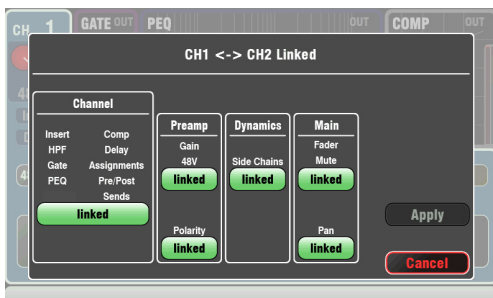 CH 1 GATE OUT PEQ OUT COMP OUT
CH1 <-> CH2 Linked
Channel
Insert Comp
HPF Delay
Gate Assignments
PEQ Pre/Post
Sends
linked
Preamp
Gain
48V
linked
Polarity
linked
Dynamics
Side Chains
linked
Main
Fader
Mute
linked
Pan
linked
Apply
Cancel